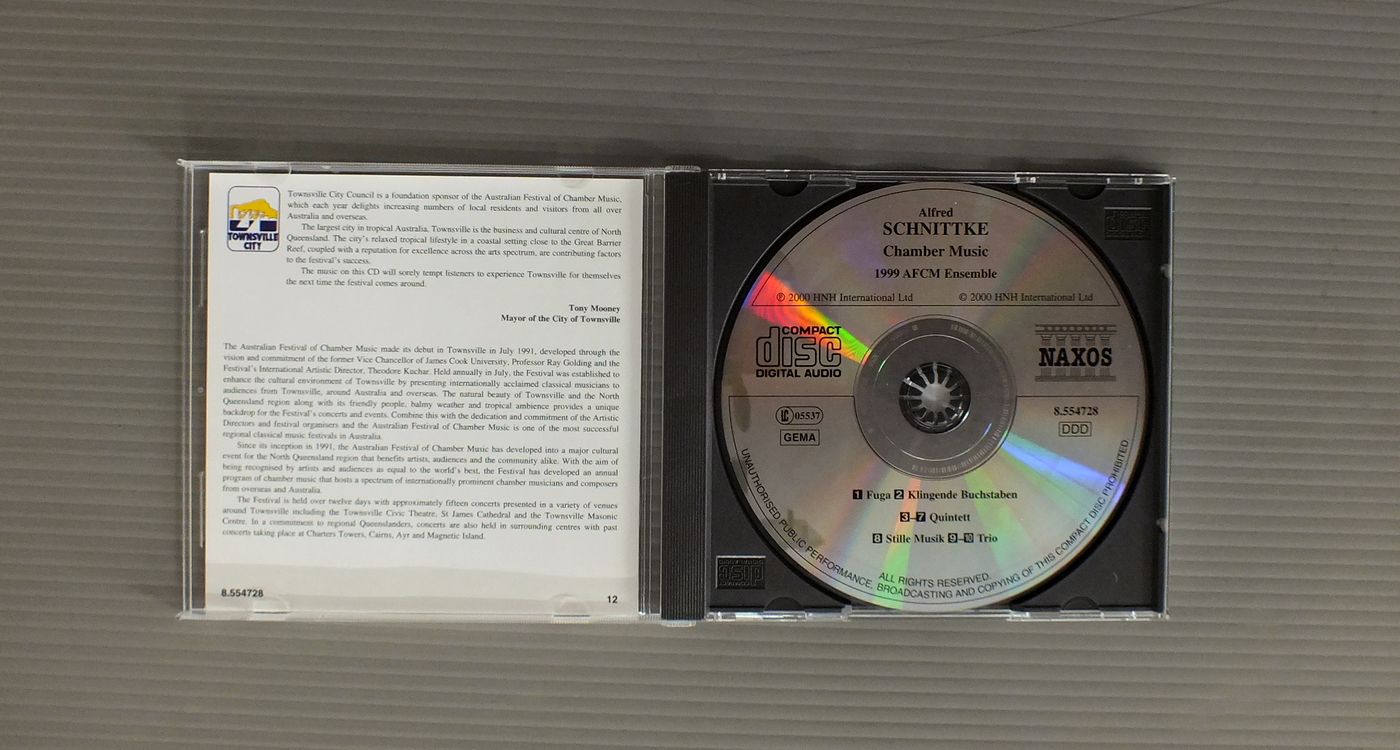 TOWNSVILLE
CITY
Townsville City Council is a foundation sponsor of the Australian Festival of Chamber Music,
which each year delights increasing numbers of local residents and visitors from all over
Australia and overseas.
The largest city in tropical Australia, Townsville is the business and cultural centre of North
Queensland. The city's relaxed tropical lifestyle in a coastal setting close to the Great Barrier
Reef, coupled with a reputation for excellence across the arts spectrum, are contributing factors
to the festival's success.
The music on this CD will sorely tempt listeners to experience Townsville for themselves
the next time the festival comes around.
Tony Mooney
Mayor of the City of Townsville
The Australian Festival of Chamber Music made its debut in Townsville in July 1991, developed through the
vision and commitment of the former Vice Chancellor of James Cook University, Professor Ray Golding and the
Festival's International Artistic Director, Theodore Kuchar. Held annually in July, the Festival was established to
enhance the cultural environment of Townsville by presenting internationally acclaimed classical musicians to
audiences from Townsville, around Australia and overseas. The natural beauty of Townsville and the North
Queensland region along with its friendly people, balmy weather and tropical ambience provides a unique
backdrop for the Festival's concerts and events. Combine this with the dedication and commitment of the Artistic
Directors and festival organisers and the Australian Festival of Chamber Music is one of the most successful
regional classical music festivals in Australia.
Since its inception in 1991, the Australian Festival of Chamber Music has developed into a major cultural
event for the North Queensland region that benefits artists, audiences and the community alike. With the aim of
being recognised by artists and audiences as equal to the world's best, the Festival has developed an annual
program of chamber music that hosts a spectrum of internationally prominent chamber musicians and composers
from overseas and Australia.
The Festival is held over twelve days with approximately fifteen concerts presented in a variety of venues
around Townsville including the Townsville Civic Theatre, St James Cathedral and the Townsville Masonic
Centre. In a commitment to regional Queenslanders, concerts are also held in surrounding centres with past
concerts taking place at Charters Towers, Cairns, Ayr and Magnetic Island.
8.554728
12
Alfred
SCHNITTKE
Chamber Music
1999 AFCM Ensemble
℗ 2000 HNH International Ltd © 2000 HNH International Ltd
COMPACT
disc
DIGITAL AUDIO
NAXOS
LC 05537
GEMA
8.554728
DDD
1 Fuga 2 Klingende Buchstaben
3–7 Quintett
8 Stille Musik 9–10 Trio
ALL RIGHTS RESERVED.
UNAUTHORISED PUBLIC PERFORMANCE, BROADCASTING AND COPYING OF THIS COMPACT DISC PROHIBITED